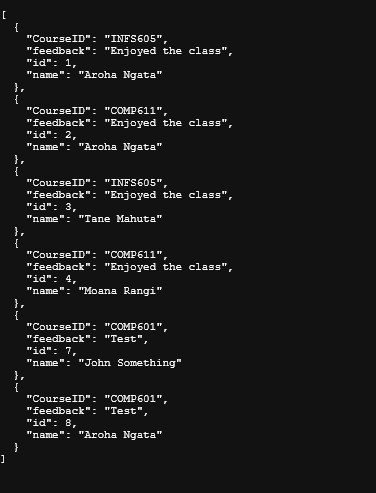 [
  {
    "CourseID": "INFS605",
    "feedback": "Enjoyed the class",
    "id": 1,
    "name": "Aroha Ngata"
  },
  {
    "CourseID": "COMP611",
    "feedback": "Enjoyed the class",
    "id": 2,
    "name": "Aroha Ngata"
  },
  {
    "CourseID": "INFS605",
    "feedback": "Enjoyed the class",
    "id": 3,
    "name": "Tane Mahuta"
  },
  {
    "CourseID": "COMP611",
    "feedback": "Enjoyed the class",
    "id": 4,
    "name": "Moana Rangi"
  },
  {
    "CourseID": "COMP601",
    "feedback": "Test",
    "id": 7,
    "name": "John Something"
  },
  {
    "CourseID": "COMP601",
    "feedback": "Test",
    "id": 8,
    "name": "Aroha Ngata"
  }
]